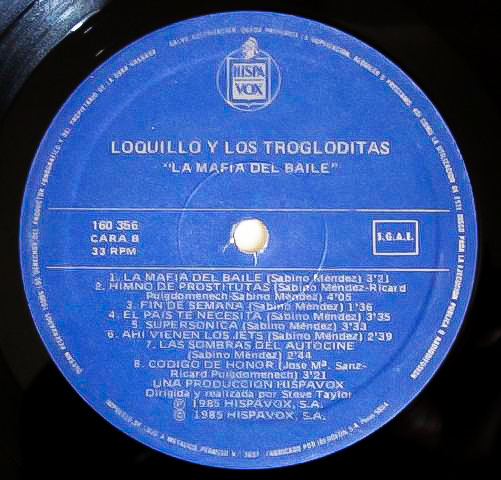 HISPA
VOX
LOQUILLO Y LOS TROGLODITAS
"LA MAFIA DEL BAILE"
160 356
CARA B
33 RPM
S.G.A.E.
1. LA MAFIA DEL BAILE (Sabino Méndez) 3'21
2. HIMNO DE PROSTITUTAS (Sabino Méndez-Ricard
Puigdomenech-Sabino Méndez) 4'05
3. FIN DE SEMANA (Sabino Méndez) 1'36
4. EL PAIS TE NECESITA (Sabino Méndez) 3'35
5. SUPERSONICA (Sabino Méndez) 3'33
6. AHI VIENEN LOS JETS (Sabino Méndez) 2'39
7. LAS SOMBRAS DEL AUTOCINE
(Sabino Méndez) 2'44
8. CODIGO DE HONOR (Jose Mª. Sanz-
Ricard Puigdomenech) 3'21
UNA PRODUCCION HISPAVOX
Dirigida y realizada por Steve Taylor
Ⓟ 1985 HISPAVOX, S.A.
© 1985 HISPAVOX, S.A.